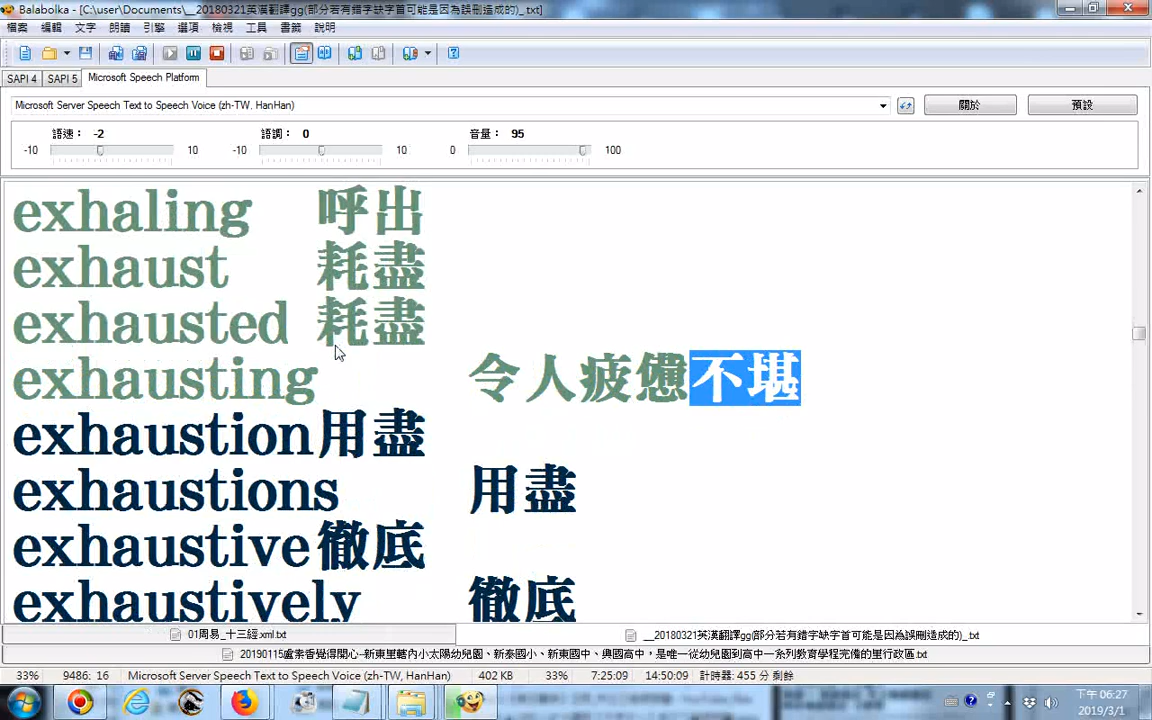 Balabolka - [C:\user\Documents\__20180321英漢翻譯gg(部分若有錯字缺字首可能是因為誤刪造成的)_.txt]
檔案 編輯 文字 朗讀 引擎 選項 檢視 工具 書籤 說明
SAPI 4 SAPI 5 Microsoft Speech Platform
Microsoft Server Speech Text to Speech Voice (zh-TW, HanHan) 關於 預設
語速： -2 語調： 0 音量： 95
-10 10 -10 10 0 100
exhaling 呼出
exhaust 耗盡
exhausted 耗盡
exhausting 令人疲憊不堪
exhaustion 用盡
exhaustions 用盡
exhaustive 徹底
exhaustively 徹底
01周易_十三經.xml.txt __20180321英漢翻譯gg(部分若有錯字缺字首可能是因為誤刪造成的)_.txt
20190115盧素香覺得開心--新東里轄內小太陽幼兒園、新泰國小、新東國中、興國高中，是唯一從幼兒園到高中一系列教育學程完備的里行政區.txt
33% 9486: 16 Microsoft Server Speech Text to Speech Voice (zh-TW, HanHan) 402 KB 33% 7:25:09 14:50:09 計時器: 455 分 剩餘
下午 06:27
2019/3/1